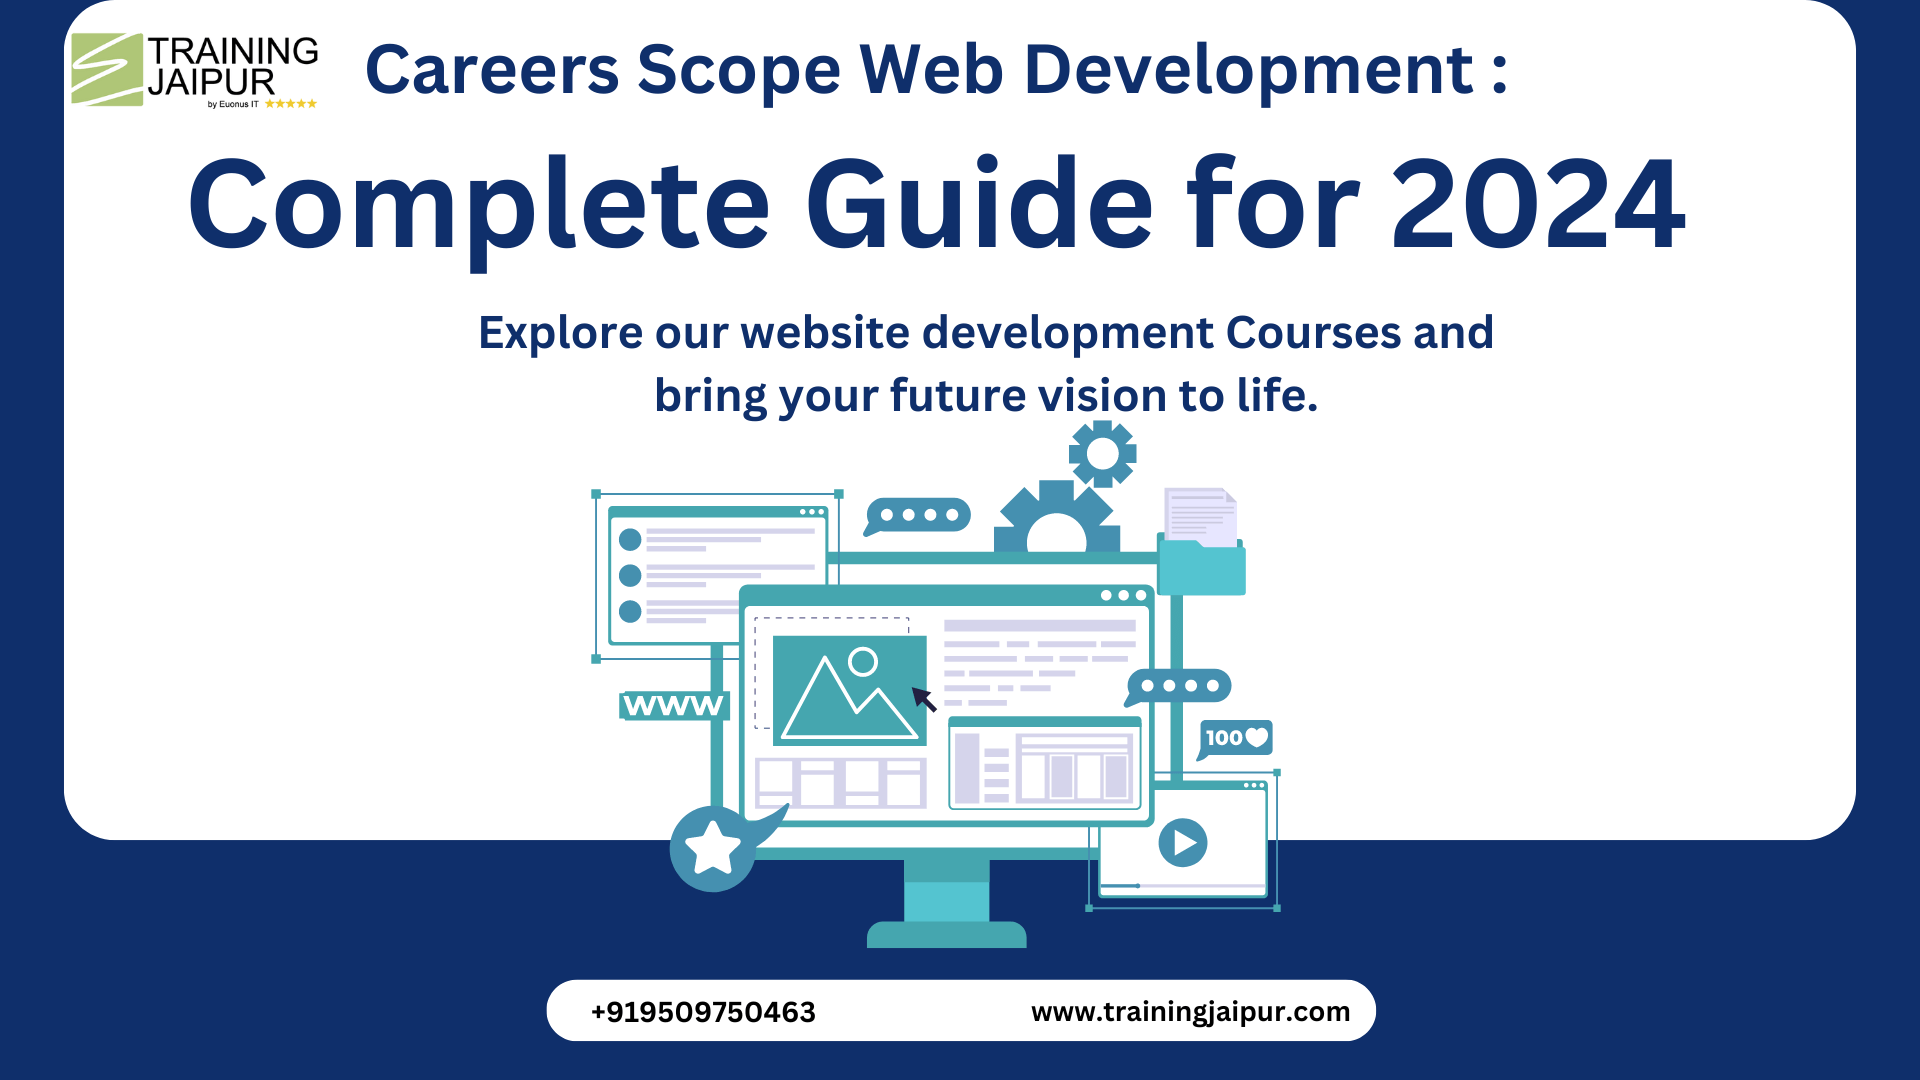 TRAINING
JAIPUR
by Euonus IT
Careers Scope Web Development :
Complete Guide for 2024
Explore our website development Courses and
bring your future vision to life.
WWW
100
+919509750463
www.trainingjaipur.com